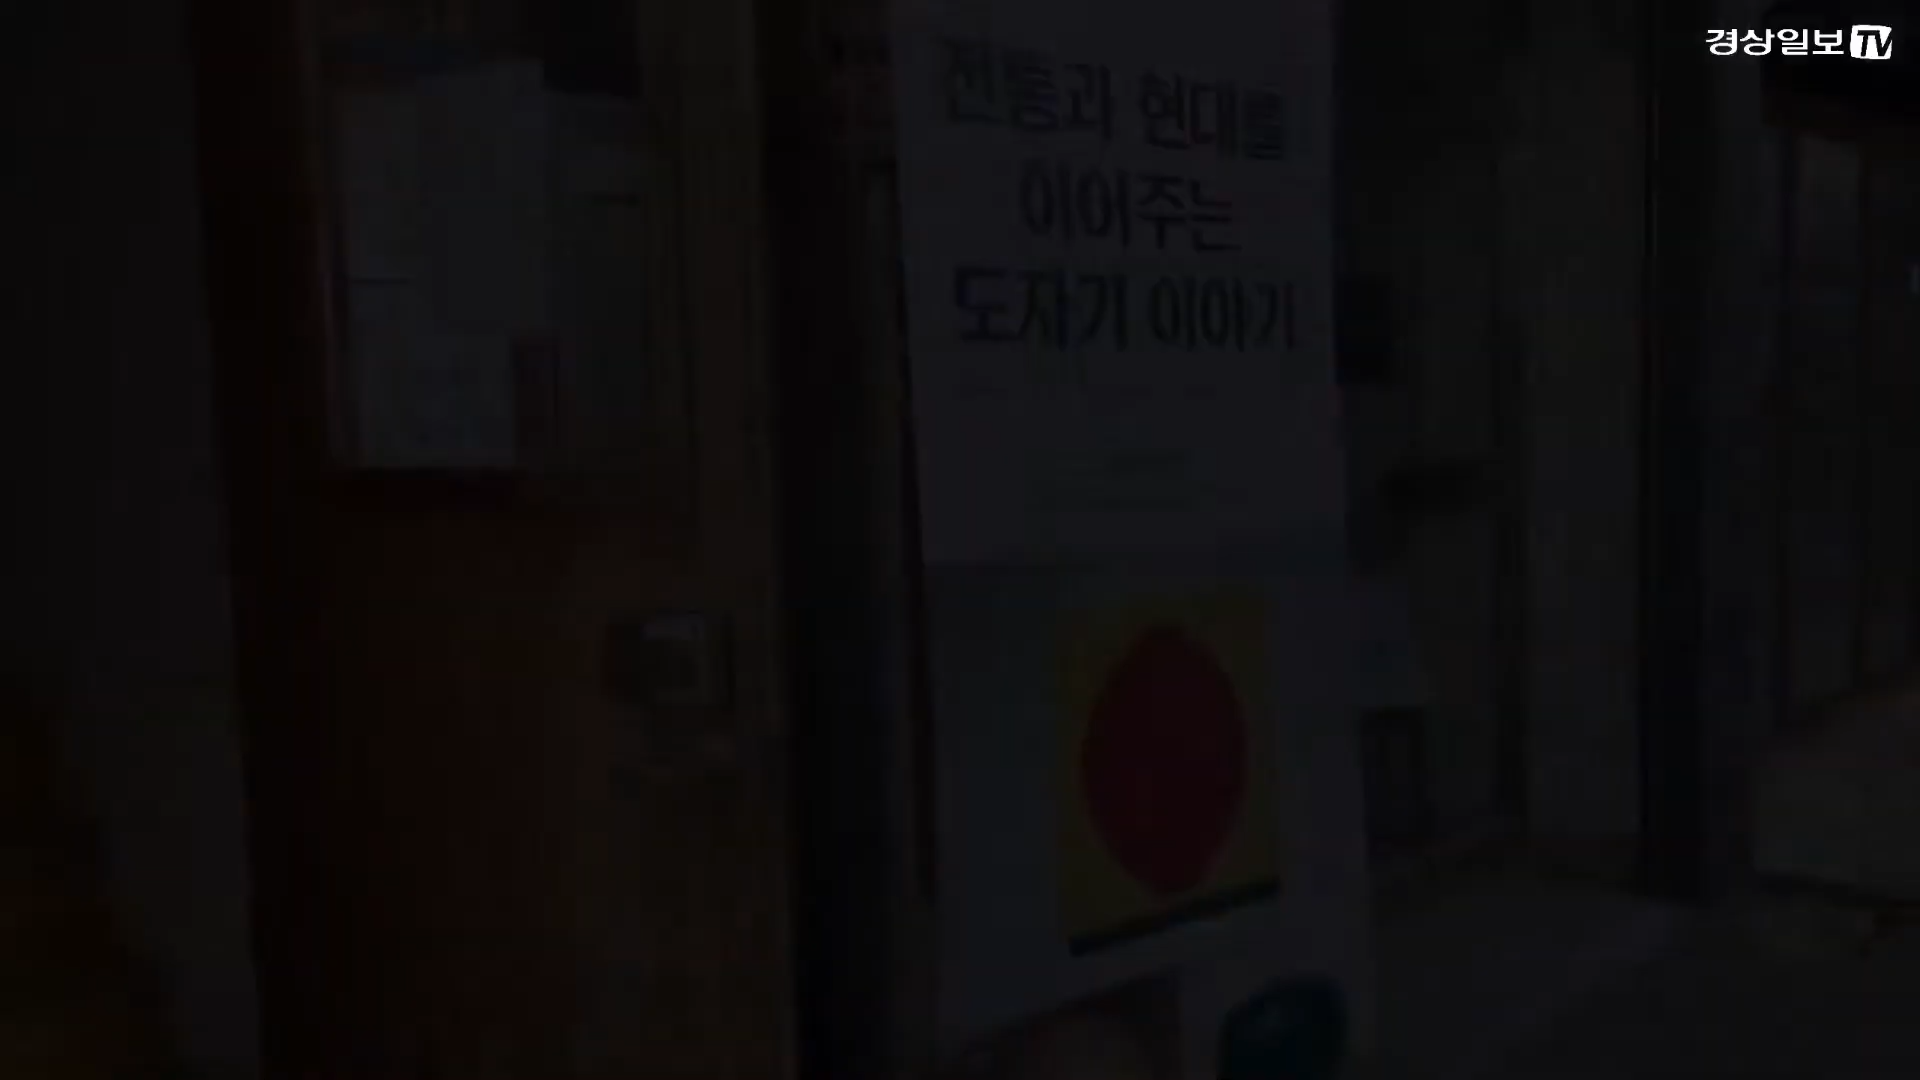 경상일보TV
전통과 현대를
이어주는
도자기 이야기